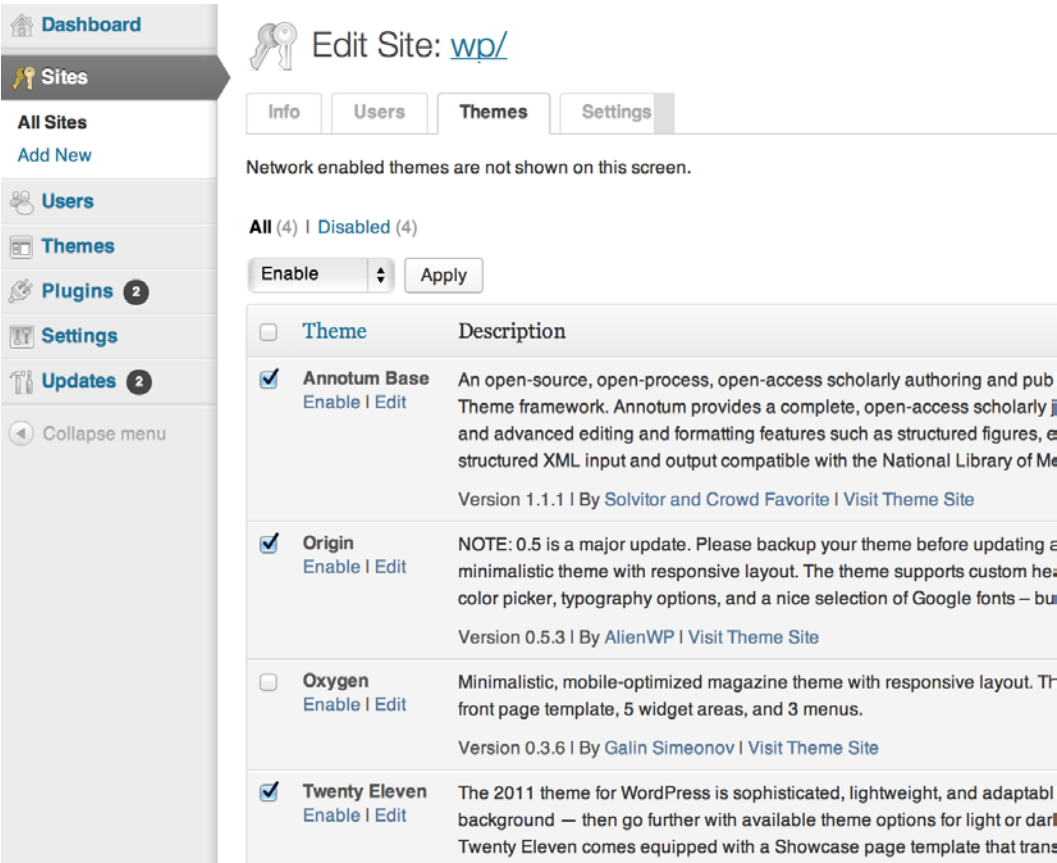 Dashboard
Sites
All Sites
Add New
Users
Themes
Plugins 2
Settings
Updates 2
Collapse menu
Edit Site: wp/
Info Users Themes Settings
Network enabled themes are not shown on this screen.
All (4) | Disabled (4)
Enable Apply
Theme Description
Annotum Base
Enable | Edit
An open-source, open-process, open-access scholarly authoring and pub
Theme framework. Annotum provides a complete, open-access scholarly
and advanced editing and formatting features such as structured figures,
structured XML input and output compatible with the National Library of Me
Version 1.1.1 | By Solvitor and Crowd Favorite | Visit Theme Site
Origin
Enable | Edit
NOTE: 0.5 is a major update. Please backup your theme before updating
minimalistic theme with responsive layout. The theme supports custom hea
color picker, typography options, and a nice selection of Google fonts – bu
Version 0.5.3 | By AlienWP | Visit Theme Site
Oxygen
Enable | Edit
Minimalistic, mobile-optimized magazine theme with responsive layout. Th
front page template, 5 widget areas, and 3 menus.
Version 0.3.6 | By Galin Simeonov | Visit Theme Site
Twenty Eleven
Enable | Edit
The 2011 theme for WordPress is sophisticated, lightweight, and adaptabl
background — then go further with available theme options for light or dark
Twenty Eleven comes equipped with a Showcase page template that trans